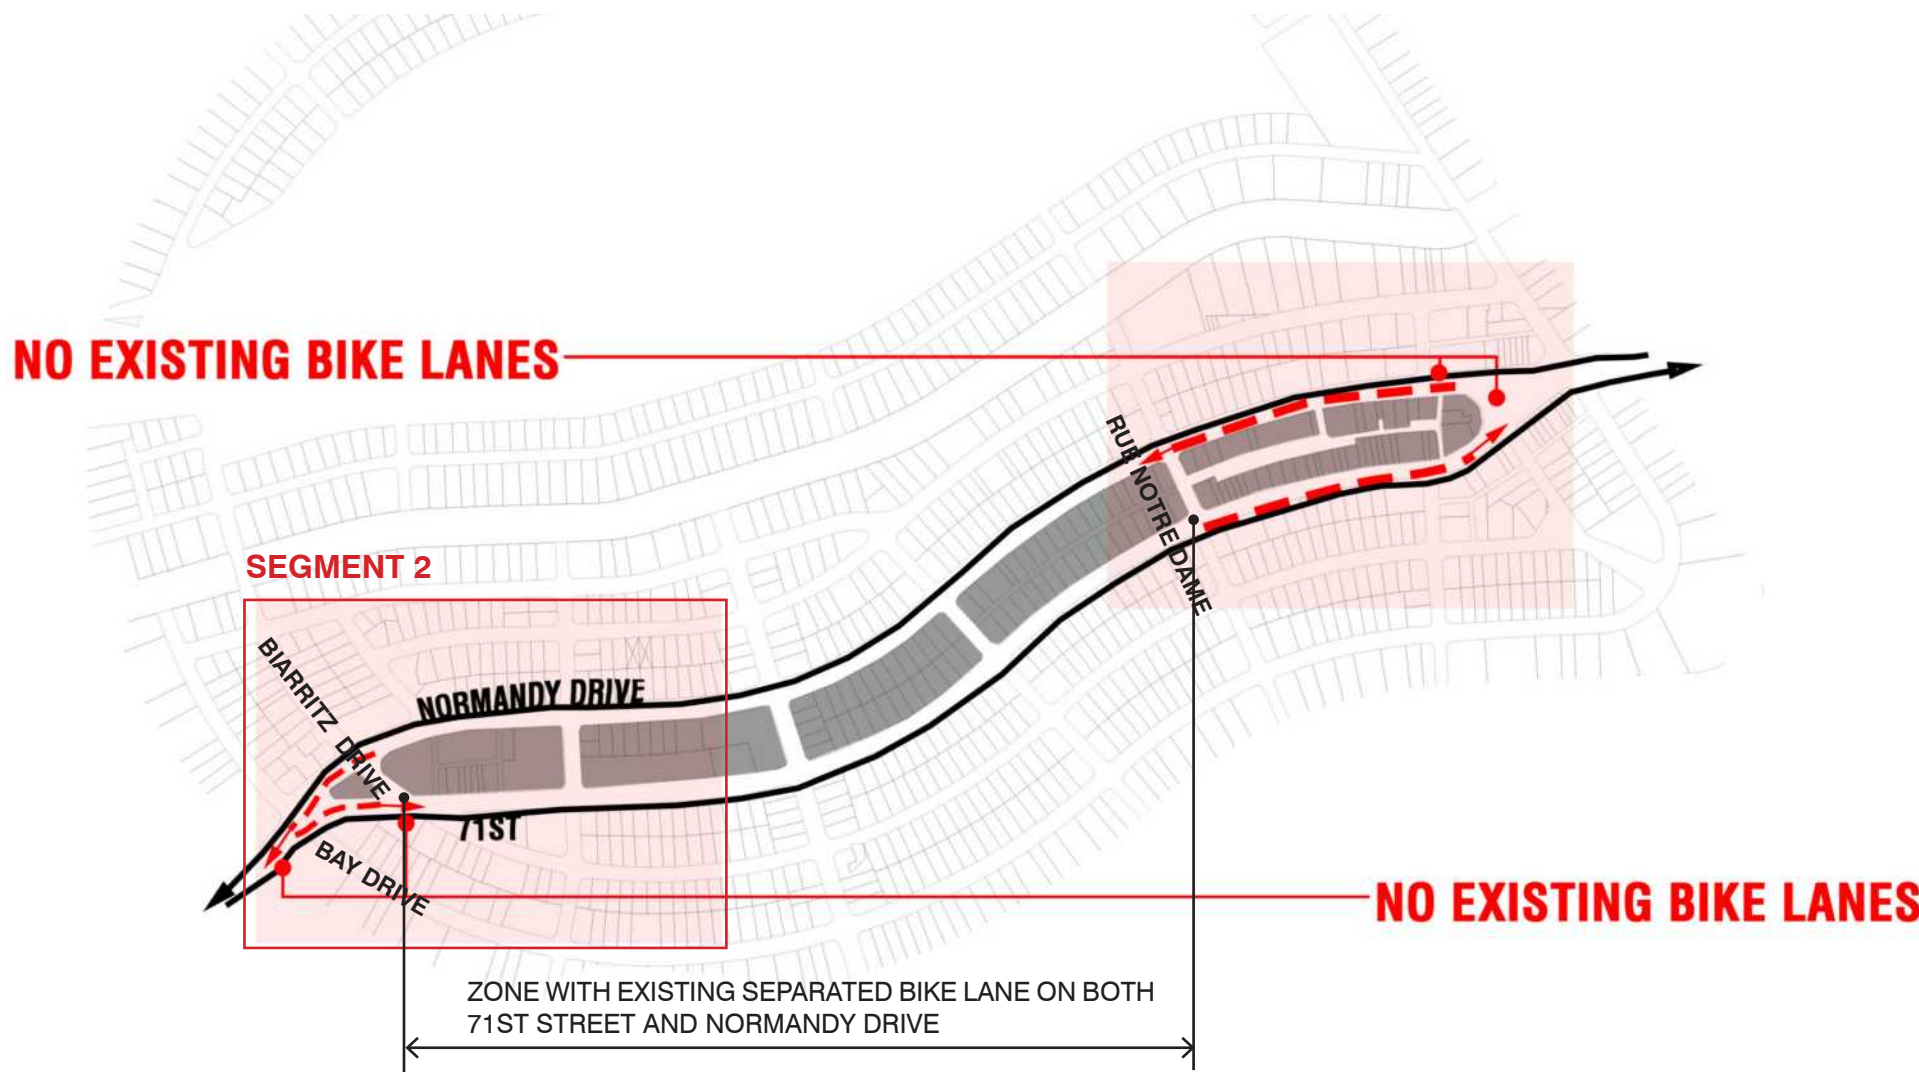 NO EXISTING BIKE LANES
RUE NOTRE DAME
SEGMENT 2
BIARRITZ DRIVE
NORMANDY DRIVE
71ST
BAY DRIVE
NO EXISTING BIKE LANES
ZONE WITH EXISTING SEPARATED BIKE LANE ON BOTH
71ST STREET AND NORMANDY DRIVE